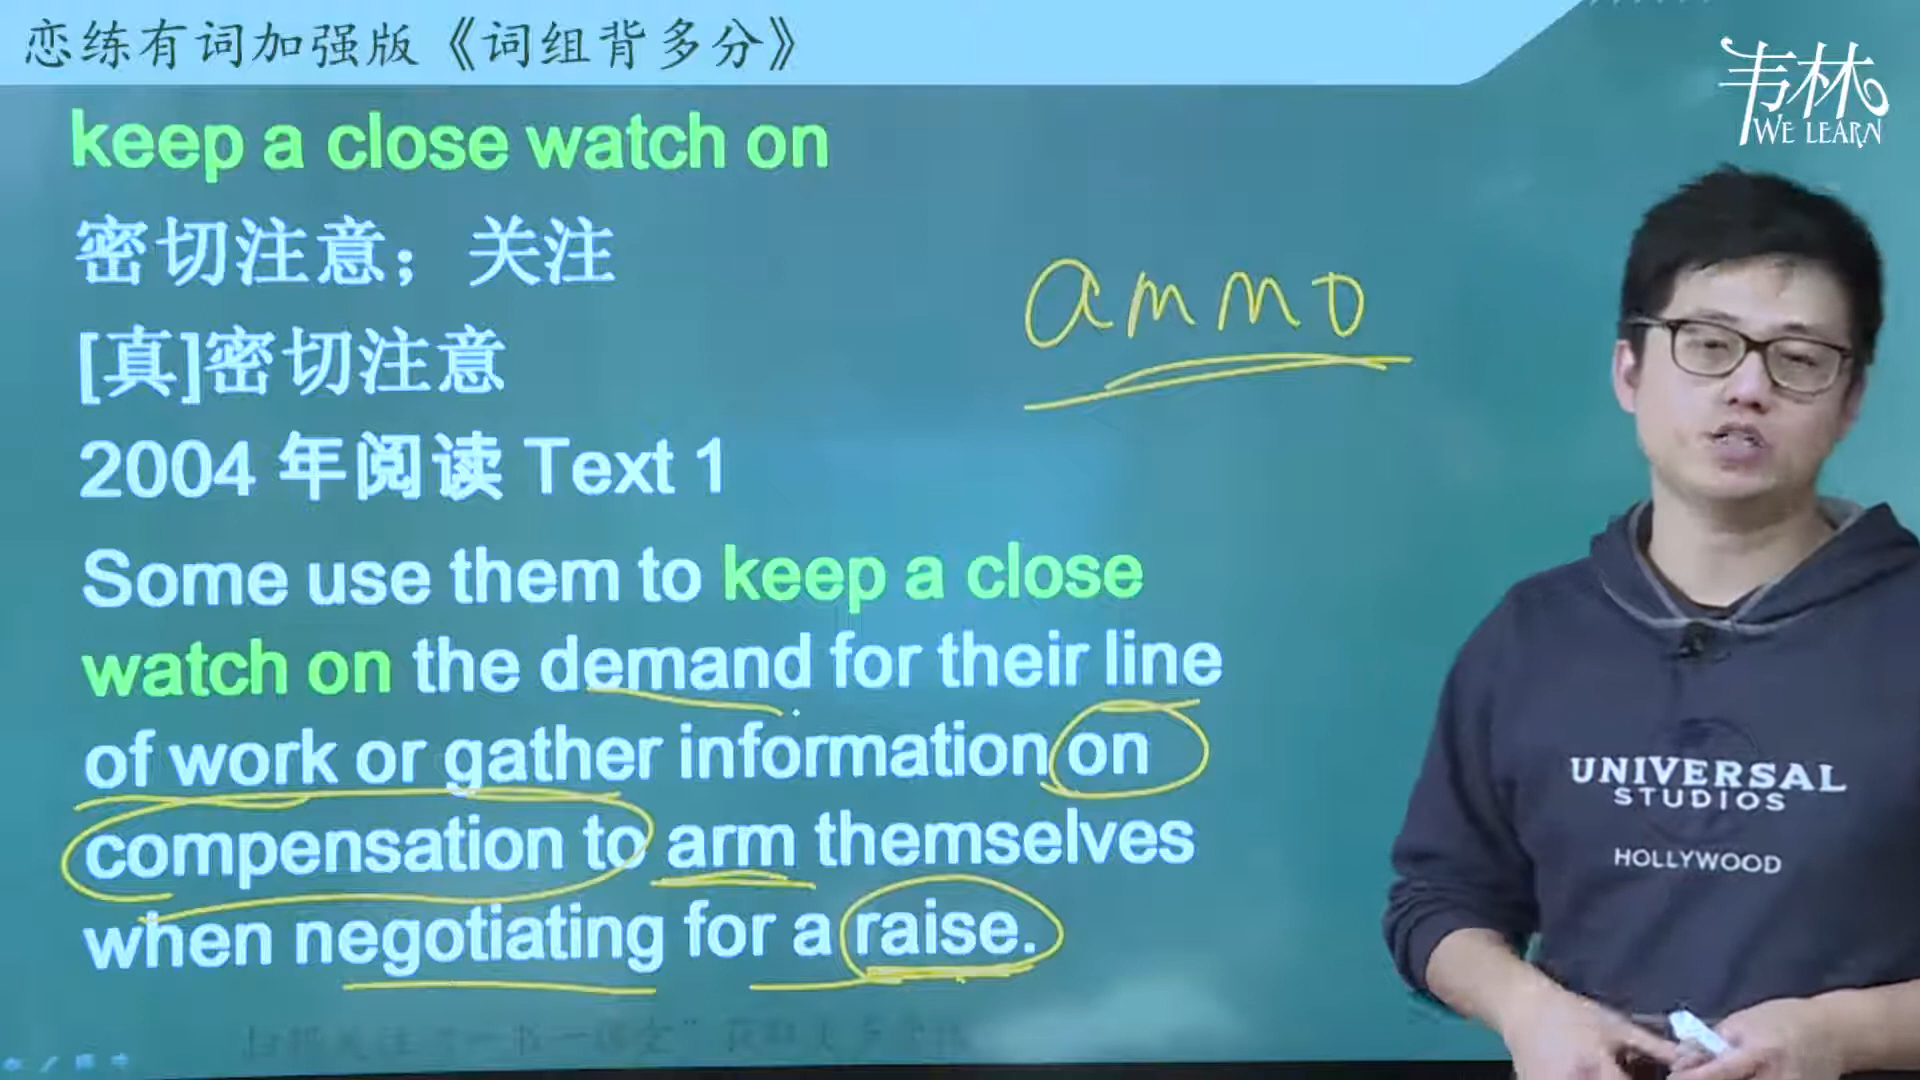 恋练有词加强版《词组背多分》
韦林
WE LEARN
keep a close watch on
密切注意；关注
[真]密切注意
2004 年阅读 Text 1
ammo
Some use them to keep a close
watch on the demand for their line
of work or gather information on
compensation to arm themselves
when negotiating for a raise.
UNIVERSAL
STUDIOS
HOLLYWOOD